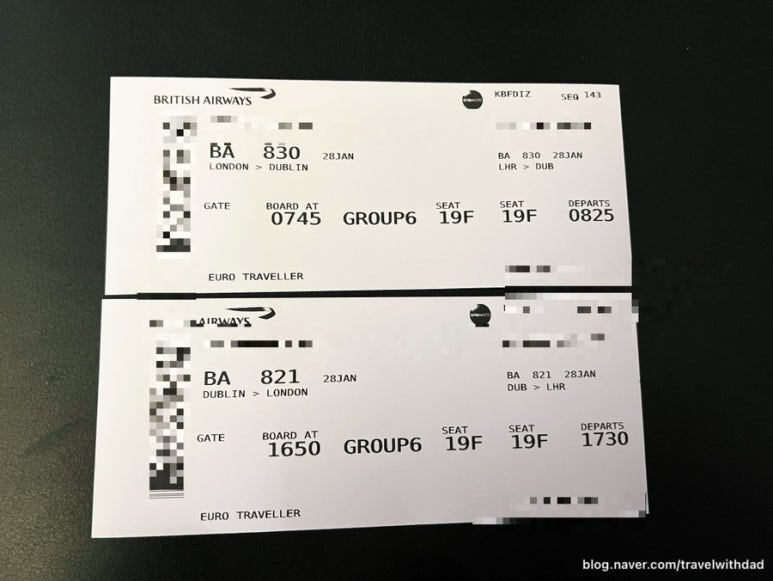 BRITISH AIRWAYS
KBFDIZ SEQ 143
BA 830 28JAN
LONDON > DUBLIN
BA 830 28JAN
LHR > DUB
GATE
BOARD AT
0745
GROUP6
SEAT
19F
SEAT
19F
DEPARTS
0825
EURO TRAVELLER
AIRWAYS
BA 821 28JAN
DUBLIN > LONDON
BA 821 28JAN
DUB > LHR
GATE
BOARD AT
1650
GROUP6
SEAT
19F
SEAT
19F
DEPARTS
1730
EURO TRAVELLER
blog.naver.com/travelwithdad